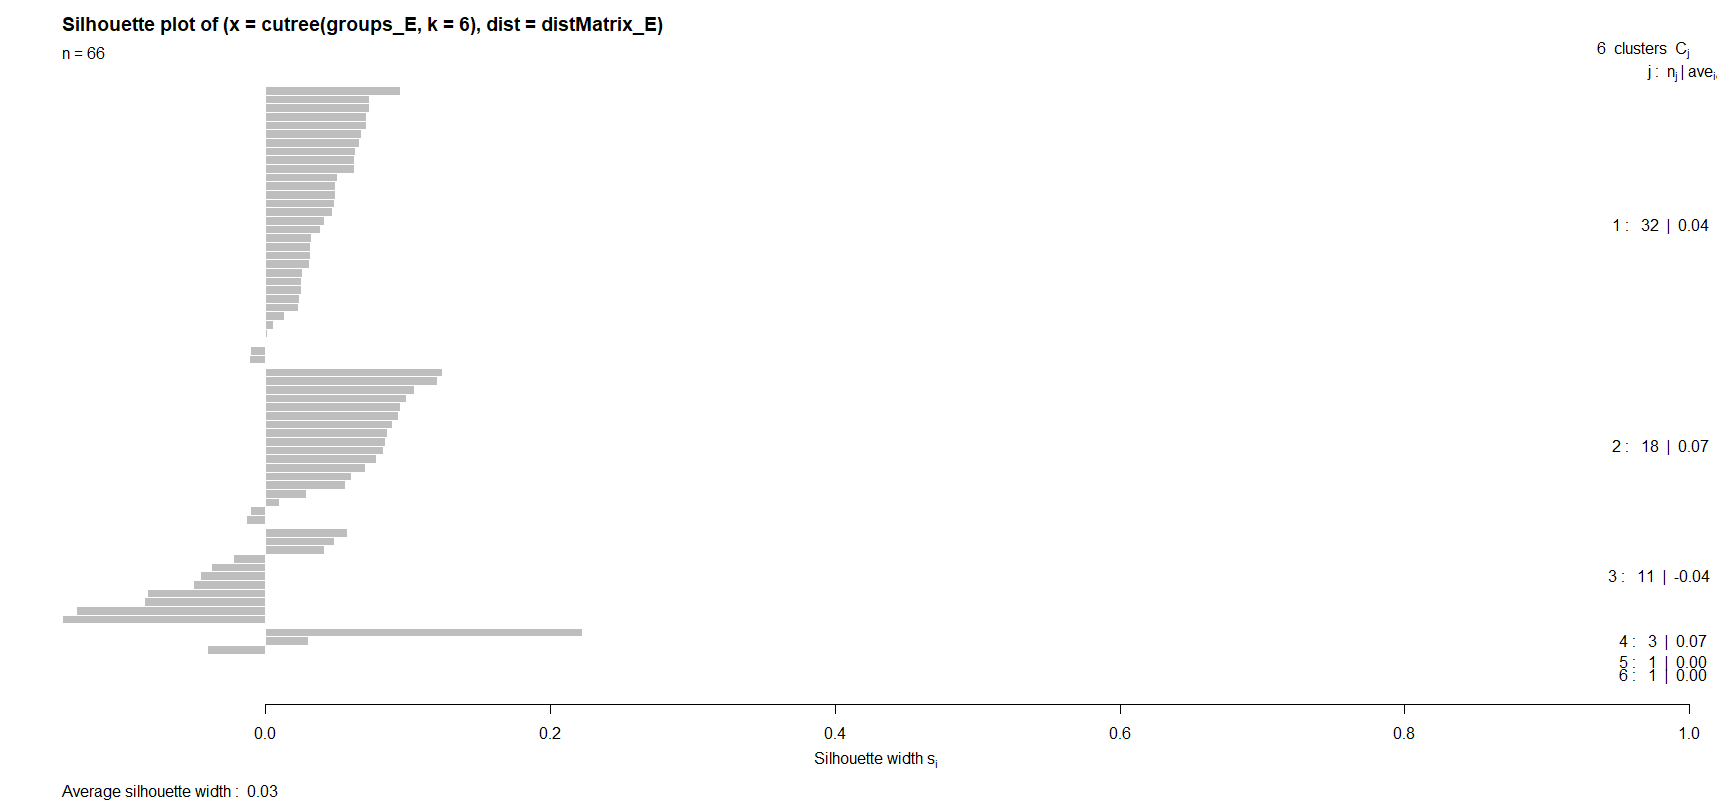 Silhouette plot of (x = cutree(groups_E, k = 6), dist = distMatrix_E)
n = 66
6 clusters Cj
j : nj | avei
1 : 32 | 0.04
2 : 18 | 0.07
3 : 11 | -0.04
4 : 3 | 0.07
5 : 1 | 0.00
6 : 1 | 0.00
0.0 0.2 0.4 0.6 0.8 1.0
Silhouette width si
Average silhouette width : 0.03